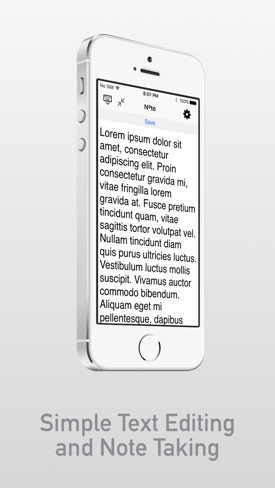 No SIM
8:07 PM
100%
N°te
Save
Lorem ipsum dolor sit
amet, consectetur
adipiscing elit. Proin
consectetur gravida mi,
vitae fringilla lorem
gravida at. Fusce pretium
tincidunt quam, vitae
sagittis tortor volutpat vel.
Nullam tincidunt diam
quis purus ultricies luctus.
Vestibulum luctus mollis
suscipit. Vivamus auctor
commodo bibendum.
Aliquam eget mi
pellentesque, dapibus
Simple Text Editing
and Note Taking